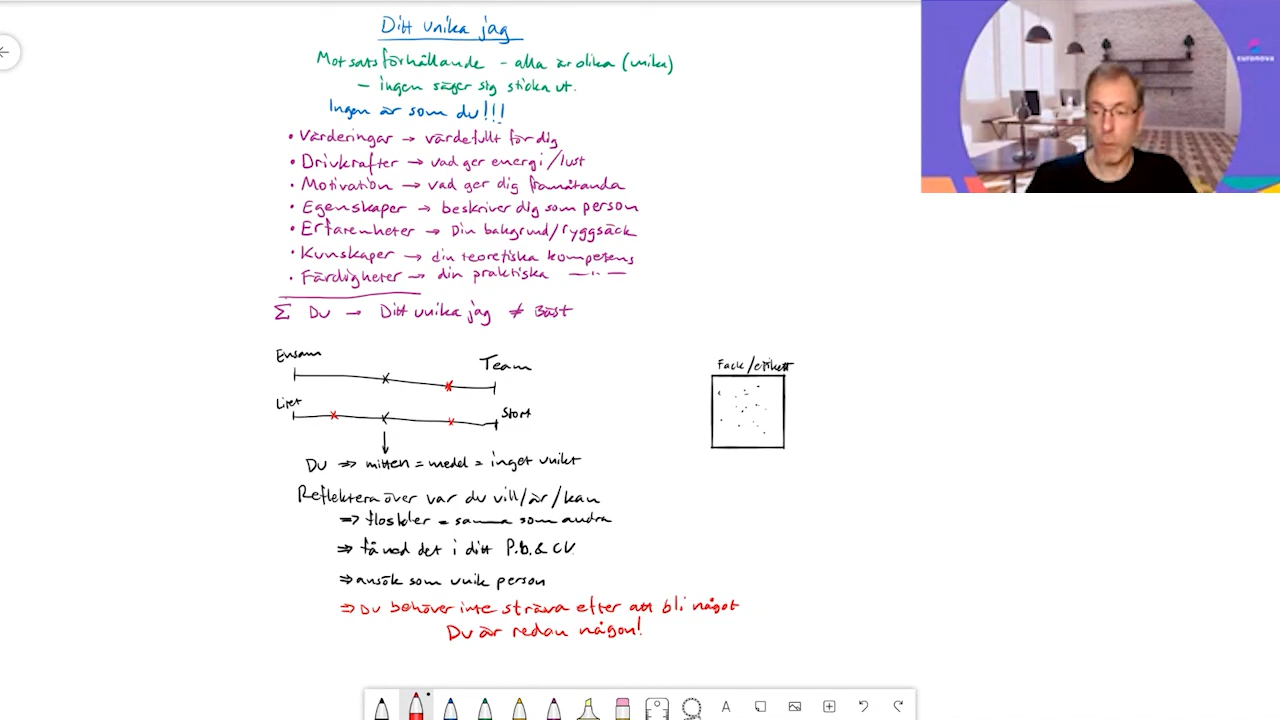 Ditt unika jag
Motsatsförhållande - alla är olika (unika)
- ingen säger sig sticka ut.
Ingen är som du!!!
• Värderingar → värdefullt för dig
• Drivkrafter → vad ger energi/lust
• Motivation → vad ger dig framåtanda
• Egenskaper → beskriver dig som person
• Erfarenheter → Din bakgrund/ryggsäck
• Kunskaper → din teoretiska kompetens
• Färdigheter → din praktiska —"—
Σ Du → Ditt unika jag ≠ Bäst
Ensam
Team
Litet
Stort
Fack/etikett
Du ⇒ mitten = medel = inget unikt
Reflektera över var du vill/är/kan
⇒ floskler = samma som andra
⇒ få med det i ditt P.b. & CV
⇒ ansök som unik person
⇒ Du behöver inte sträva efter att bli något
Du är redan någon!
curonova
A